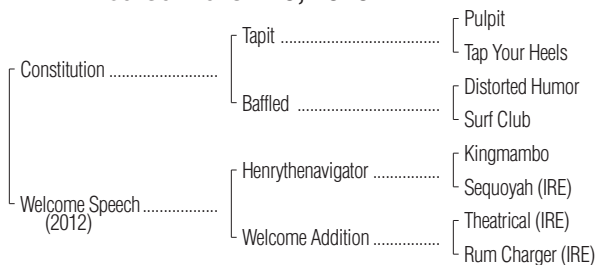 Pulpit
Tapit ............................................
Tap Your Heels
Constitution ..............................
Distorted Humor
Baffled ........................................
Surf Club
Kingmambo
Henrythenavigator ...................
Sequoyah (IRE)
Welcome Speech .....................
(2012)
Theatrical (IRE)
Welcome Addition ..................
Rum Charger (IRE)